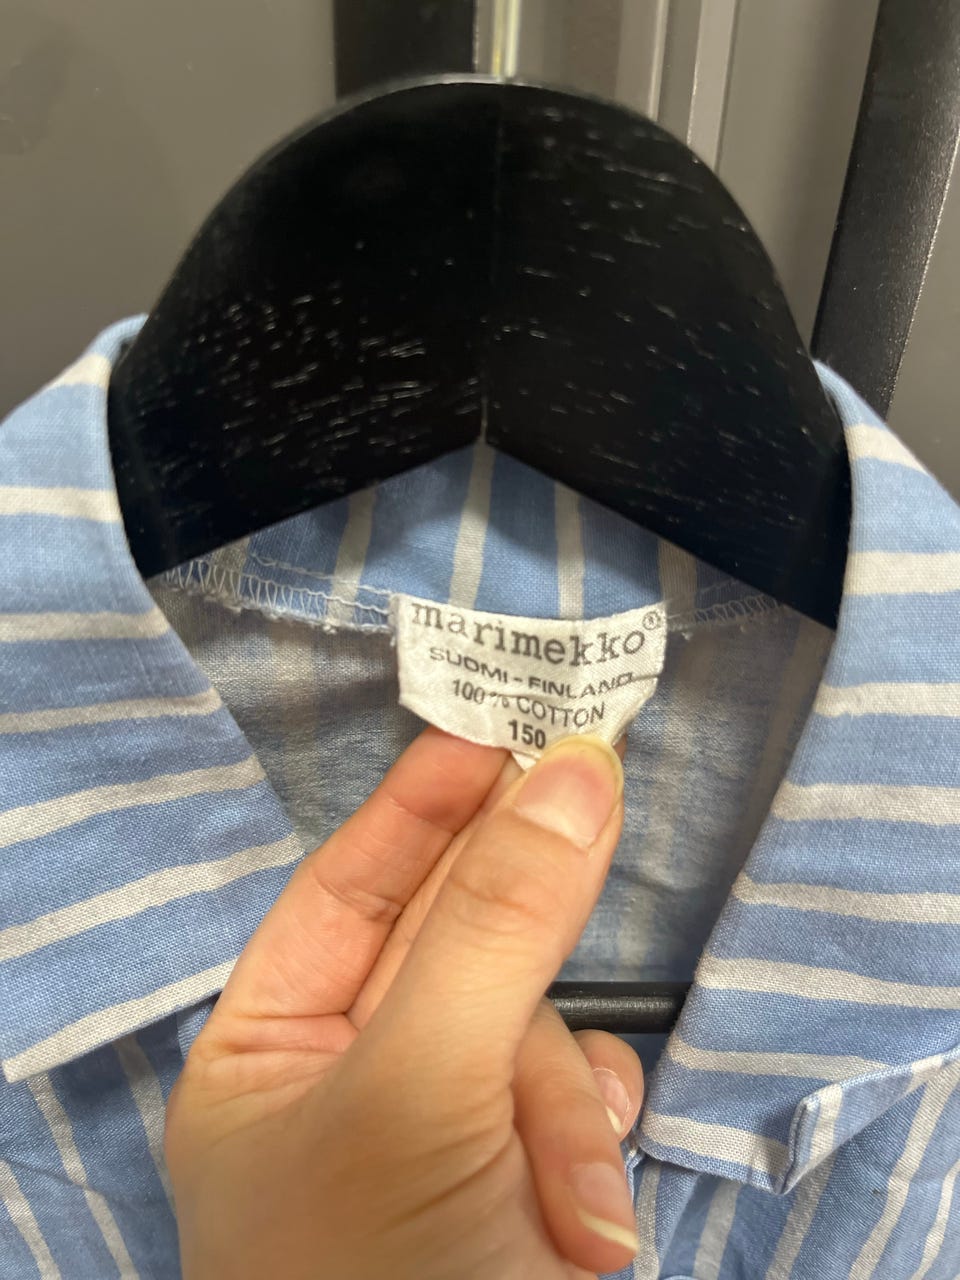 marimekko®
SUOMI-FINLAND
100% COTTON
150